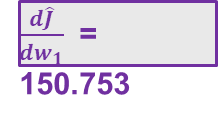 dĴ
dw₁ =
150.753